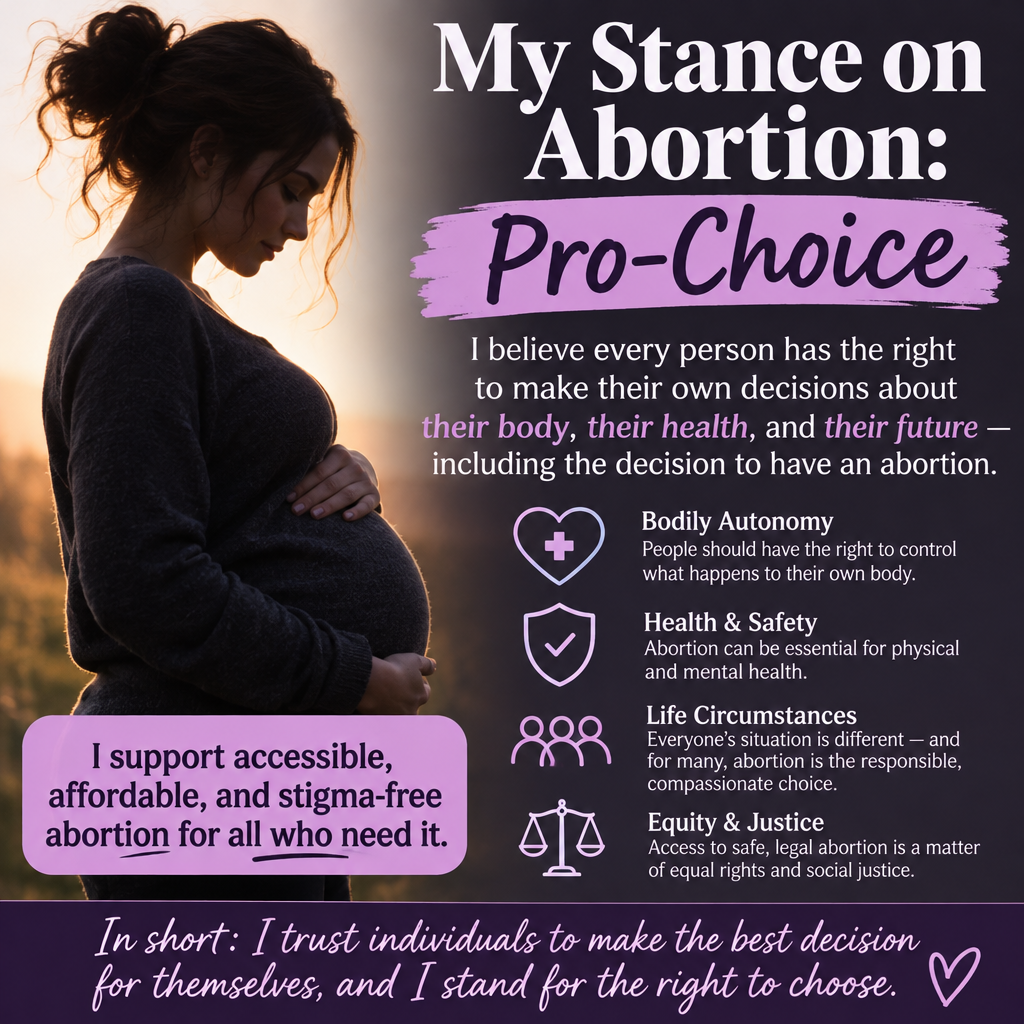 My Stance on
Abortion:
Pro-Choice
I believe every person has the right
to make their own decisions about
their body, their health, and their future —
including the decision to have an abortion.
Bodily Autonomy
People should have the right to control
what happens to their own body.
Health & Safety
Abortion can be essential for physical
and mental health.
Life Circumstances
Everyone's situation is different — and
for many, abortion is the responsible,
compassionate choice.
Equity & Justice
Access to safe, legal abortion is a matter
of equal rights and social justice.
I support accessible,
affordable, and stigma-free
abortion for all who need it.
In short: I trust individuals to make the best decision
for themselves, and I stand for the right to choose.